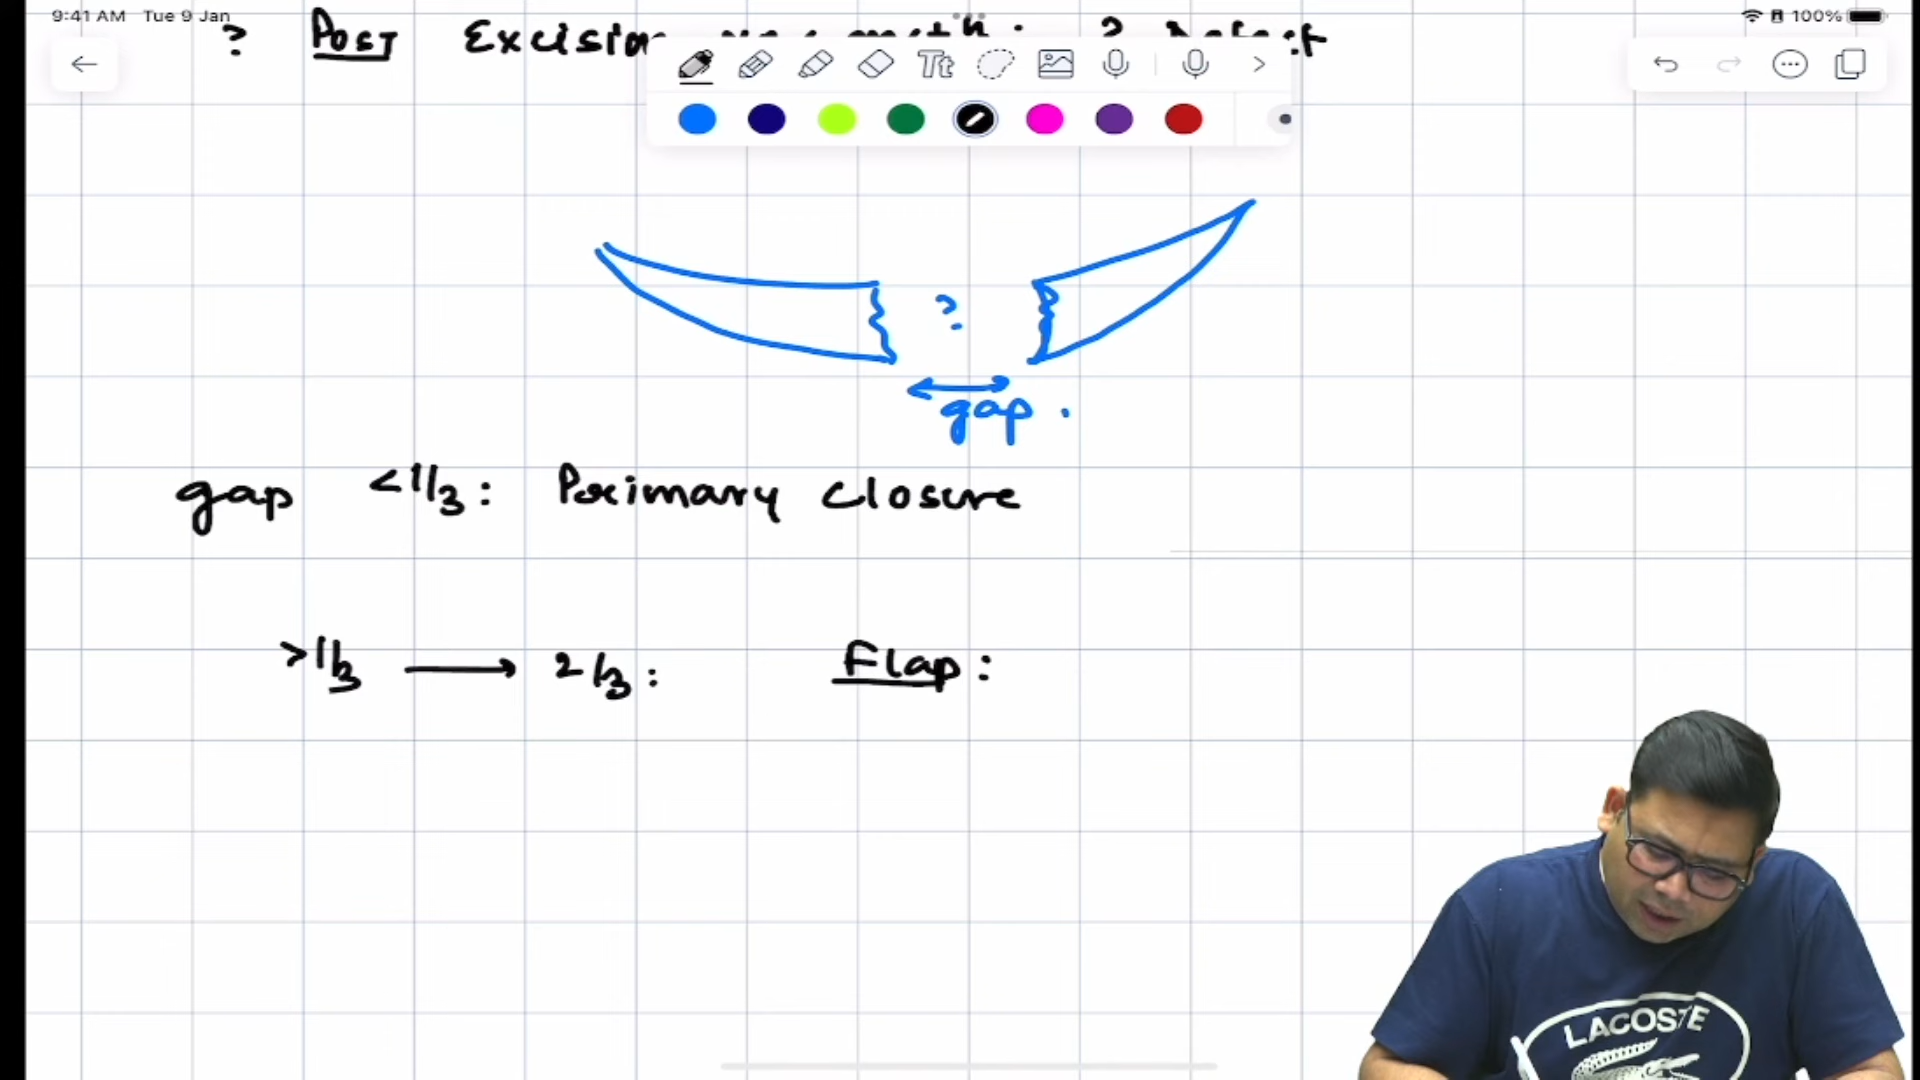 9:41 AM Tue 9 Jan
100%
? Post Excision
Tt
?
gap .
gap <1/3: Primary closure
>1/3 → 2/3: Flap:
LACOSTE